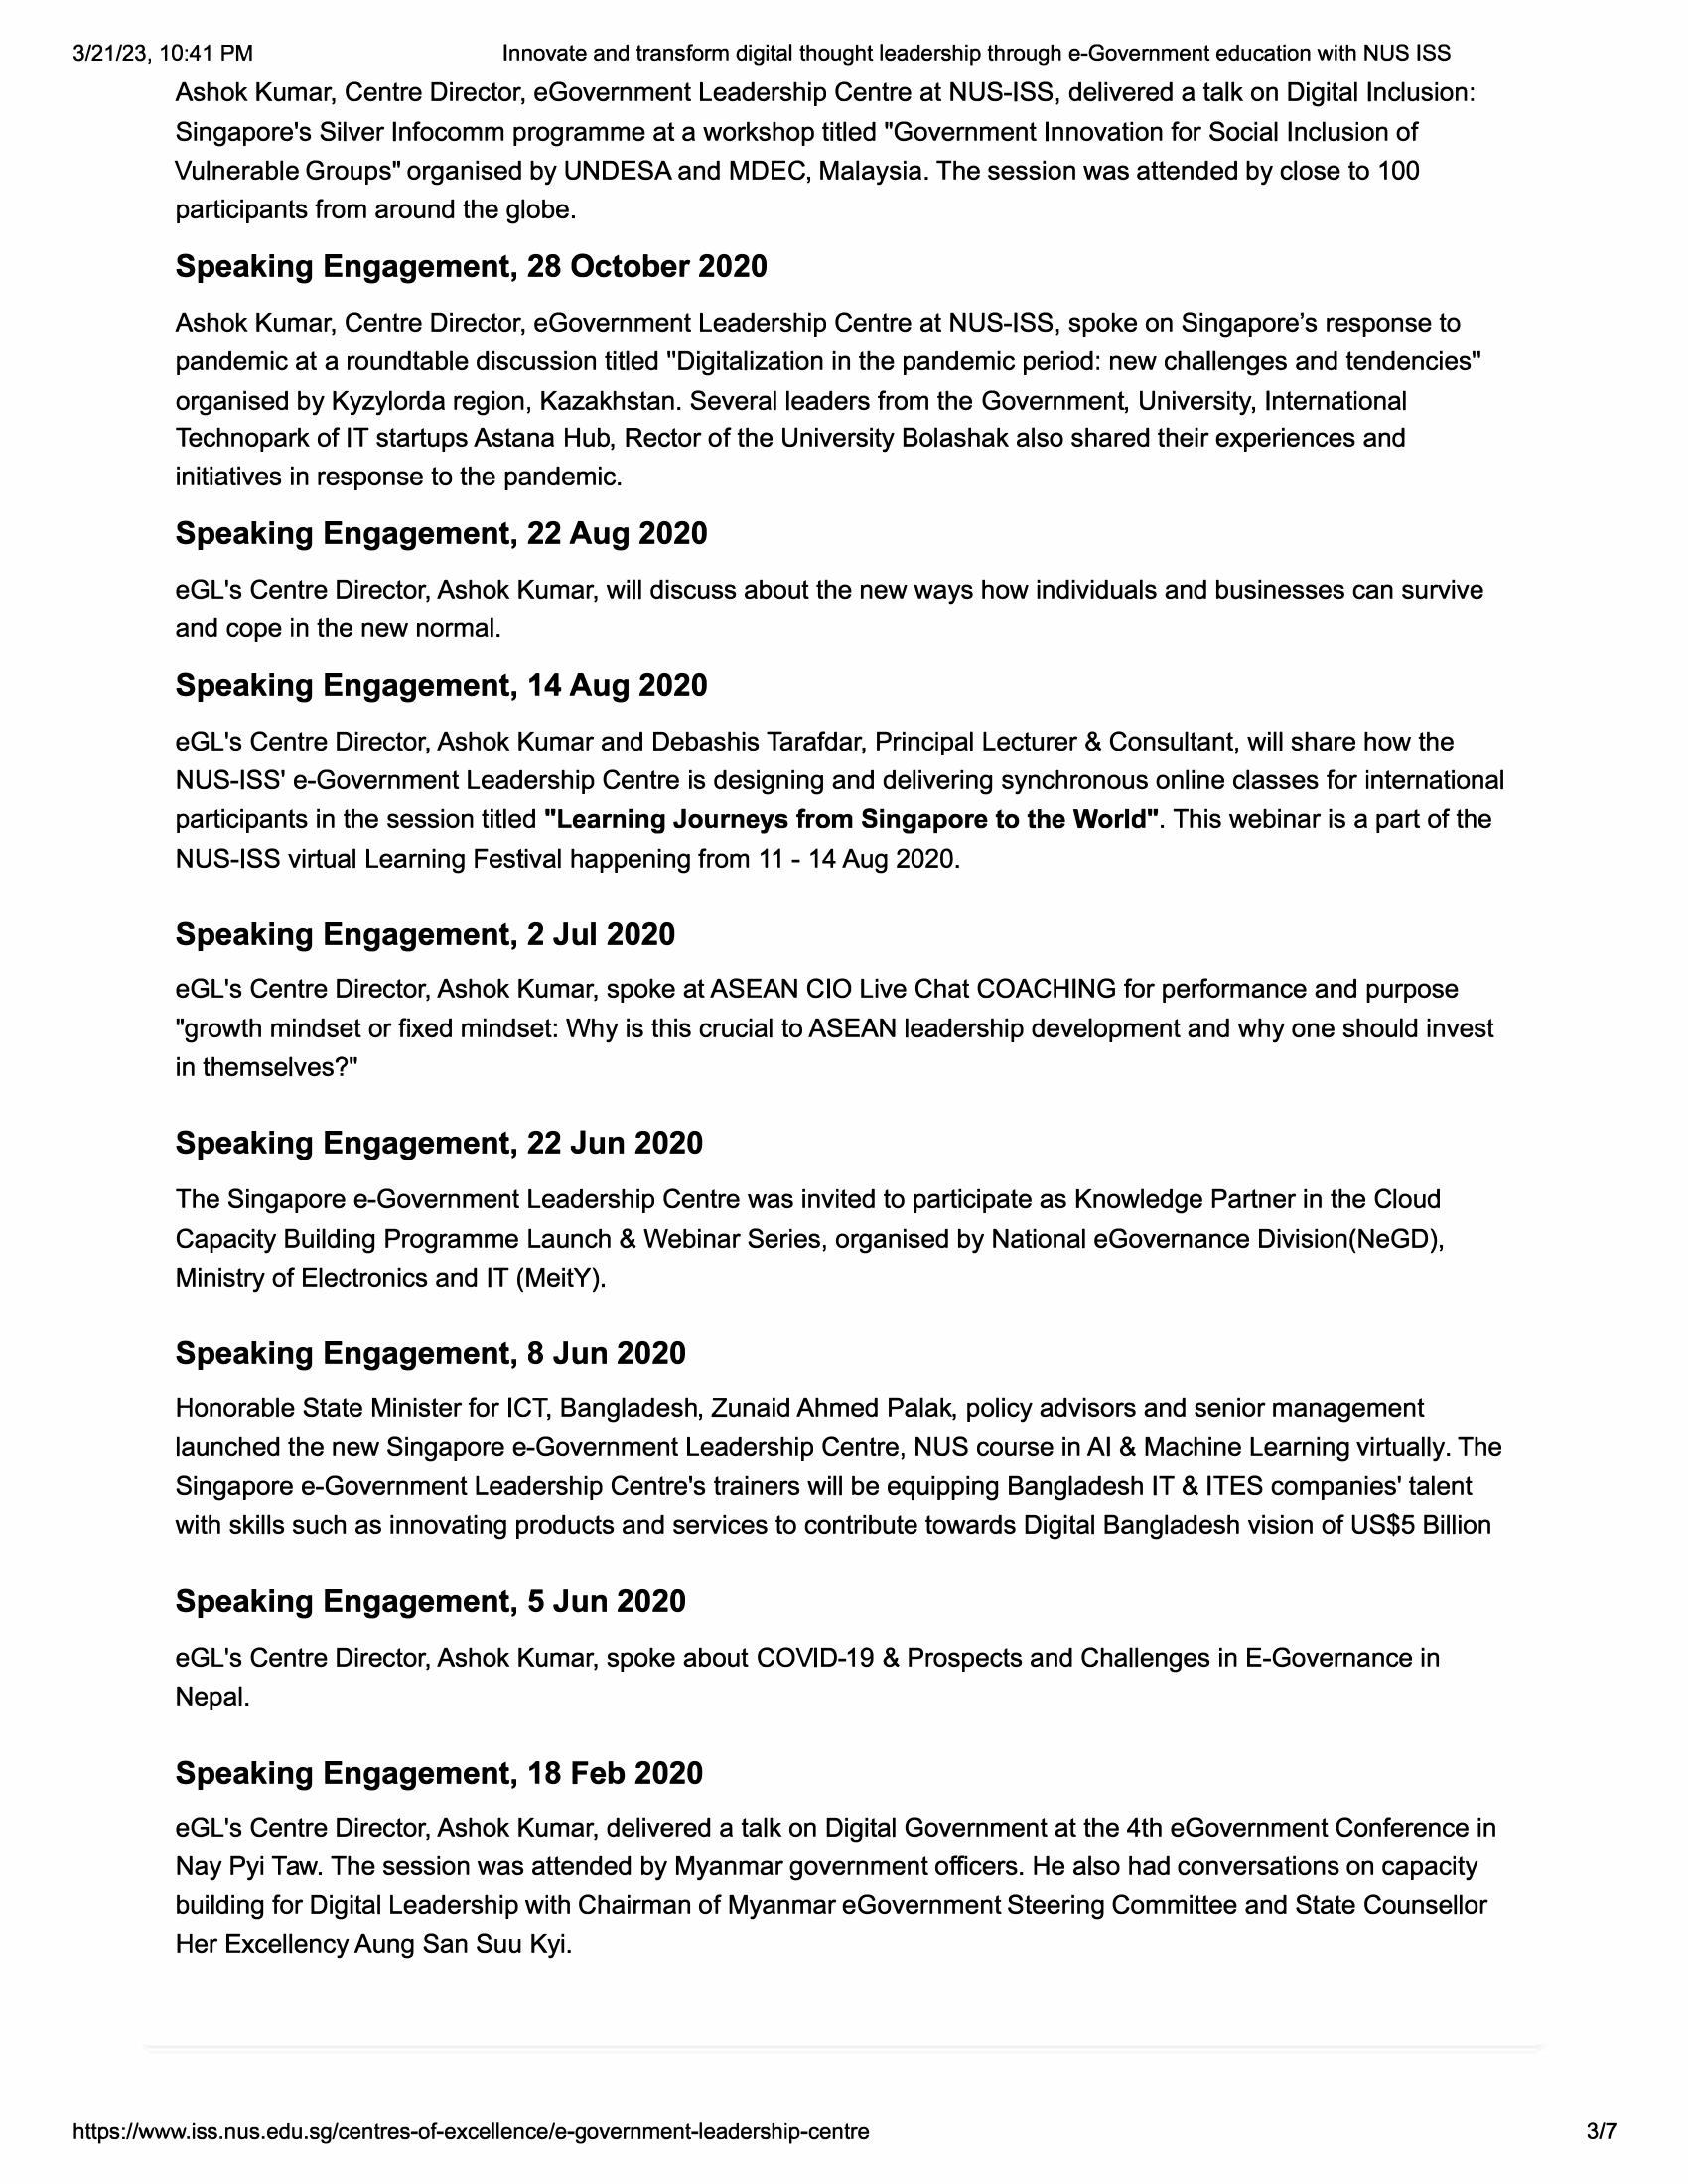 3/21/23, 10:41 PM
Innovate and transform digital thought leadership through e-Government education with NUS ISS
Ashok Kumar, Centre Director, eGovernment Leadership Centre at NUS-ISS, delivered a talk on Digital Inclusion:
Singapore's Silver Infocomm programme at a workshop titled "Government Innovation for Social Inclusion of
Vulnerable Groups" organised by UNDESA and MDEC, Malaysia. The session was attended by close to 100
participants from around the globe.
Speaking Engagement, 28 October 2020
Ashok Kumar, Centre Director, eGovernment Leadership Centre at NUS-ISS, spoke on Singapore’s response to
pandemic at a roundtable discussion titled "Digitalization in the pandemic period: new challenges and tendencies"
organised by Kyzylorda region, Kazakhstan. Several leaders from the Government, University, International
Technopark of IT startups Astana Hub, Rector of the University Bolashak also shared their experiences and
initiatives in response to the pandemic.
Speaking Engagement, 22 Aug 2020
eGL's Centre Director, Ashok Kumar, will discuss about the new ways how individuals and businesses can survive
and cope in the new normal.
Speaking Engagement, 14 Aug 2020
eGL's Centre Director, Ashok Kumar and Debashis Tarafdar, Principal Lecturer & Consultant, will share how the
NUS-ISS' e-Government Leadership Centre is designing and delivering synchronous online classes for international
participants in the session titled "Learning Journeys from Singapore to the World". This webinar is a part of the
NUS-ISS virtual Learning Festival happening from 11 - 14 Aug 2020.
Speaking Engagement, 2 Jul 2020
eGL's Centre Director, Ashok Kumar, spoke at ASEAN CIO Live Chat COACHING for performance and purpose
"growth mindset or fixed mindset: Why is this crucial to ASEAN leadership development and why one should invest
in themselves?"
Speaking Engagement, 22 Jun 2020
The Singapore e-Government Leadership Centre was invited to participate as Knowledge Partner in the Cloud
Capacity Building Programme Launch & Webinar Series, organised by National eGovernance Division(NeGD),
Ministry of Electronics and IT (MeitY).
Speaking Engagement, 8 Jun 2020
Honorable State Minister for ICT, Bangladesh, Zunaid Ahmed Palak, policy advisors and senior management
launched the new Singapore e-Government Leadership Centre, NUS course in AI & Machine Learning virtually. The
Singapore e-Government Leadership Centre's trainers will be equipping Bangladesh IT & ITES companies' talent
with skills such as innovating products and services to contribute towards Digital Bangladesh vision of US$5 Billion
Speaking Engagement, 5 Jun 2020
eGL's Centre Director, Ashok Kumar, spoke about COVID-19 & Prospects and Challenges in E-Governance in
Nepal.
Speaking Engagement, 18 Feb 2020
eGL's Centre Director, Ashok Kumar, delivered a talk on Digital Government at the 4th eGovernment Conference in
Nay Pyi Taw. The session was attended by Myanmar government officers. He also had conversations on capacity
building for Digital Leadership with Chairman of Myanmar eGovernment Steering Committee and State Counsellor
Her Excellency Aung San Suu Kyi.
https://www.iss.nus.edu.sg/centres-of-excellence/e-government-leadership-centre
3/7